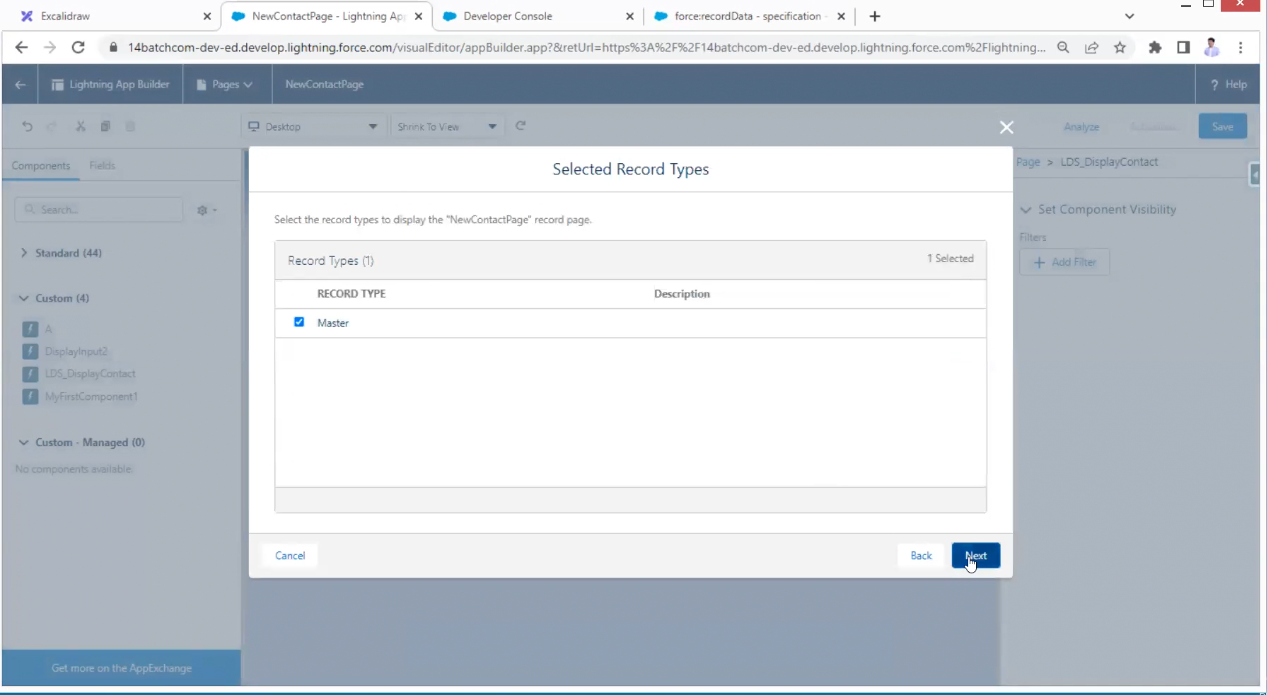 Excalidraw
NewContactPage - Lightning Ap
Developer Console
force:recordData - specification -
14batchcom-dev-ed.develop.lightning.force.com/visualEditor/appBuilder.app?&retUrl=https%3A%2F%2F14batchcom-dev-ed.develop.lightning.force.com%2Flightning...
Lightning App Builder
Pages
NewContactPage
? Help
Desktop
Shrink To View
Analyze
Save
Components
Fields
Page > LDS_DisplayContact
Selected Record Types
Search...
Set Component Visibility
Select the record types to display the "NewContactPage" record page.
Filters
Standard (44)
Record Types (1)
1 Selected
+ Add Filter
Custom (4)
RECORD TYPE
Description
A
Master
DisplayInput2
LDS_DisplayContact
MyFirstComponent1
Custom - Managed (0)
No components available.
Cancel
Back
Next
Get more on the AppExchange